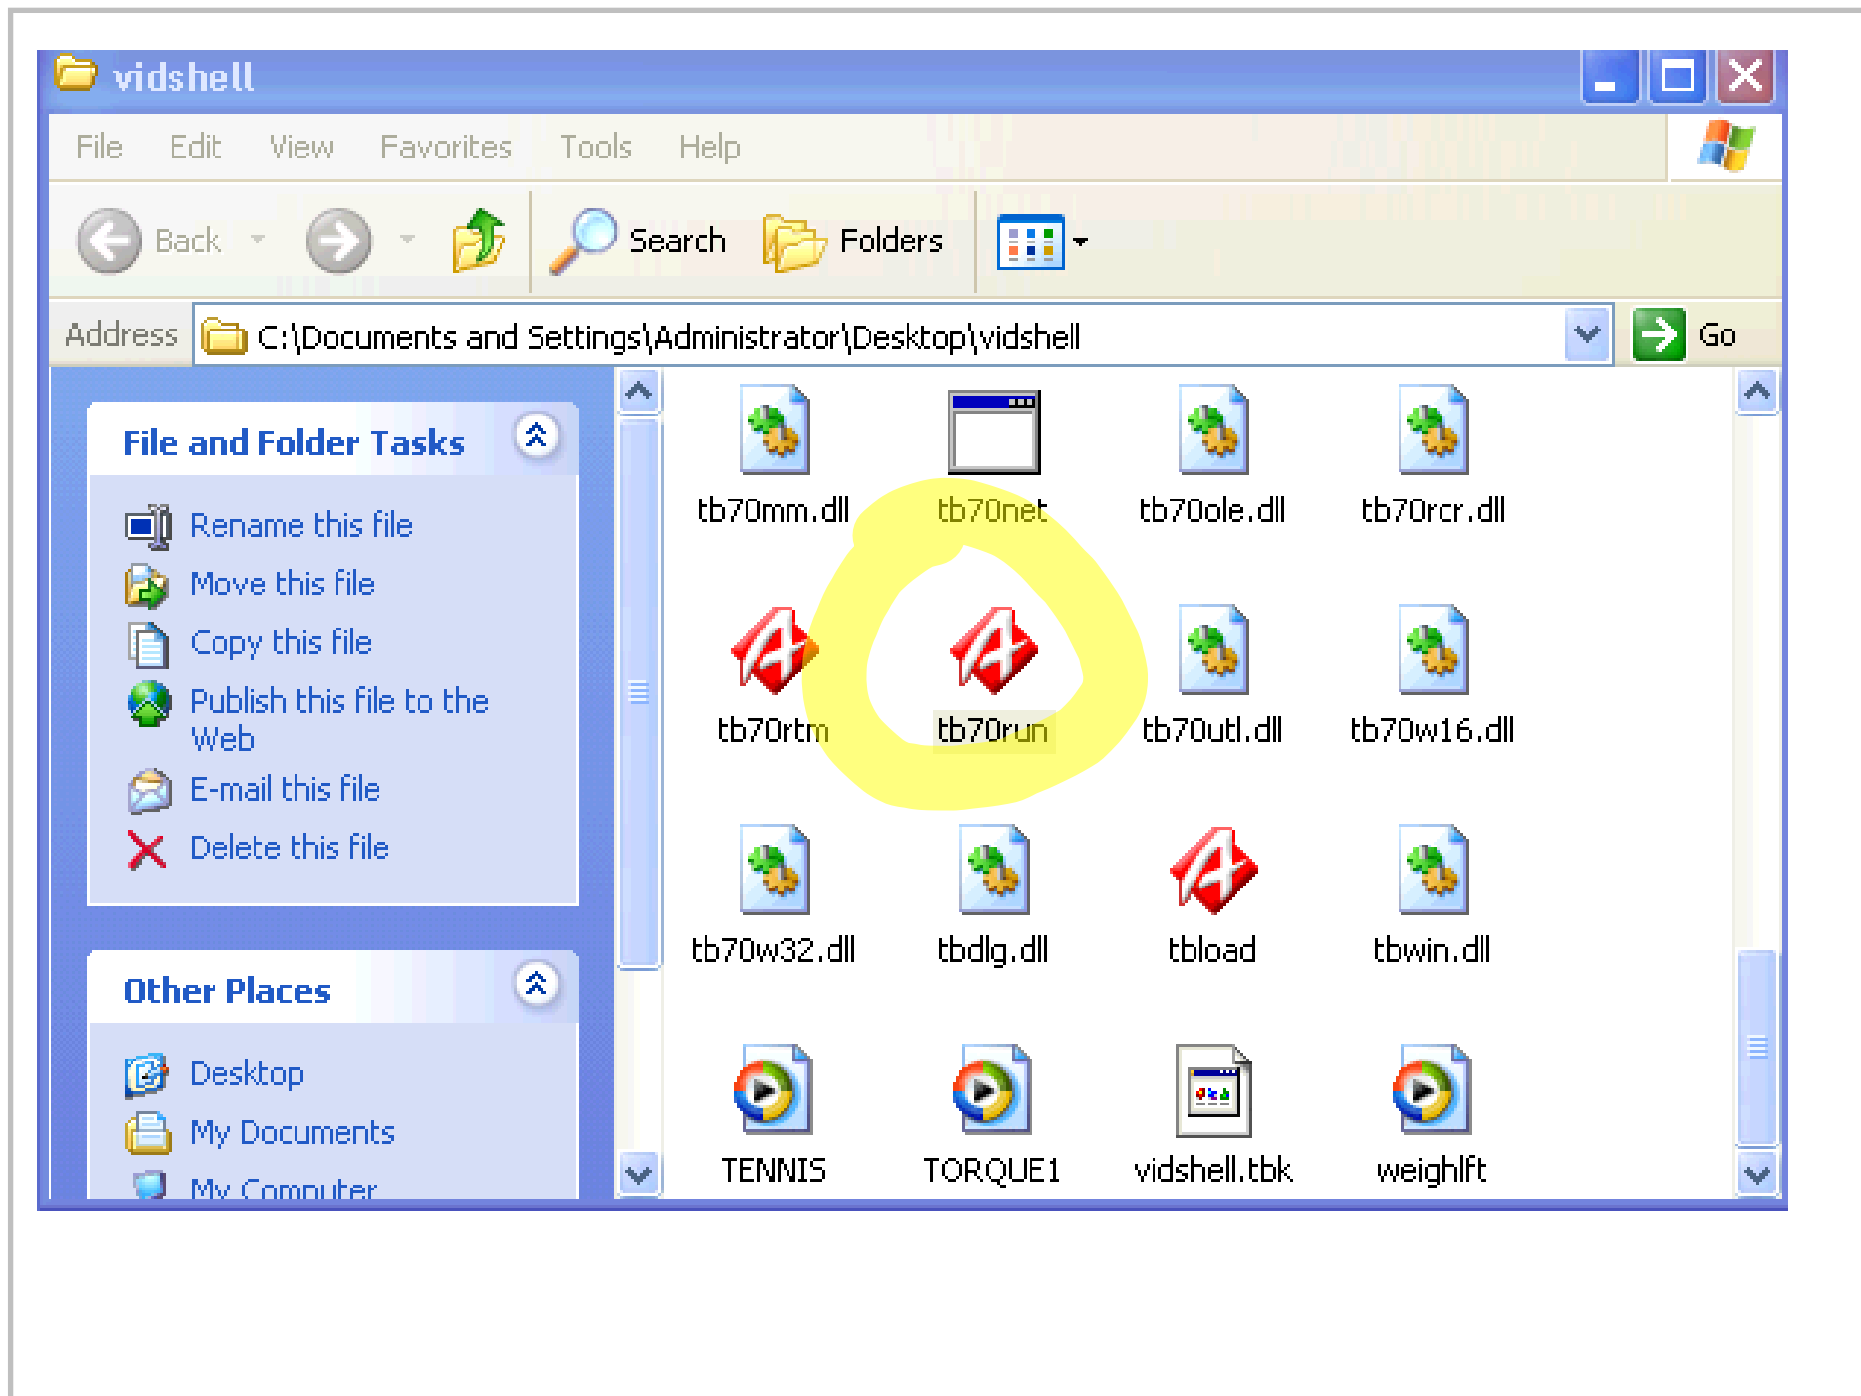 vidshell
File Edit View Favorites Tools Help
Back Search Folders
Address C:\Documents and Settings\Administrator\Desktop\vidshell Go
File and Folder Tasks
Rename this file
Move this file
Copy this file
Publish this file to the
Web
E-mail this file
Delete this file
Other Places
Desktop
My Documents
My Computer
tb70mm.dll tb70net tb70ole.dll tb70rcr.dll
tb70rtm tb70run tb70utl.dll tb70w16.dll
tb70w32.dll tbdlg.dll tbload tbwin.dll
TENNIS TORQUE1 vidshell.tbk weighlft